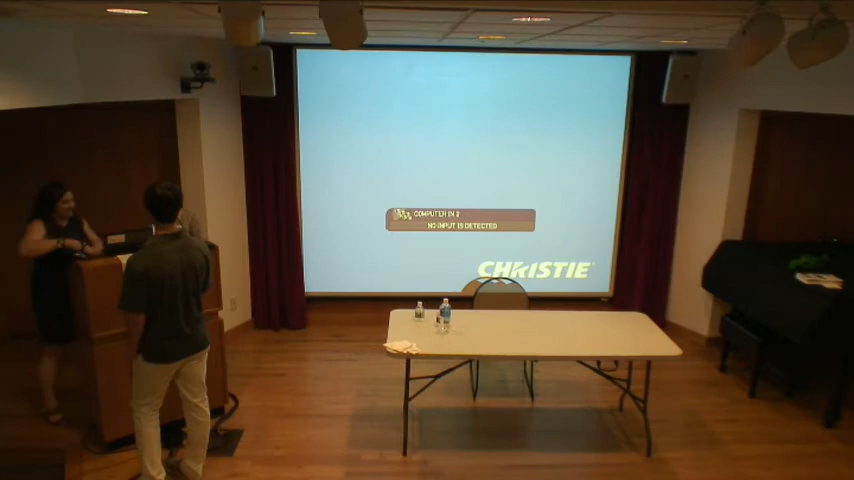 COMPUTER IN 2
NO INPUT IS DETECTED
CHRISTIE